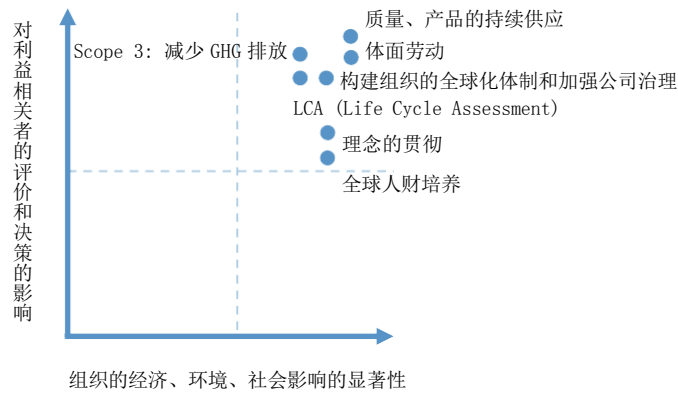 对利益相关者的评价和决策的影响
质量、产品的持续供应
Scope 3: 减少 GHG 排放
体面劳动
构建组织的全球化体制和加强公司治理
LCA (Life Cycle Assessment)
理念的贯彻
全球人财培养
组织的经济、环境、社会影响的显著性